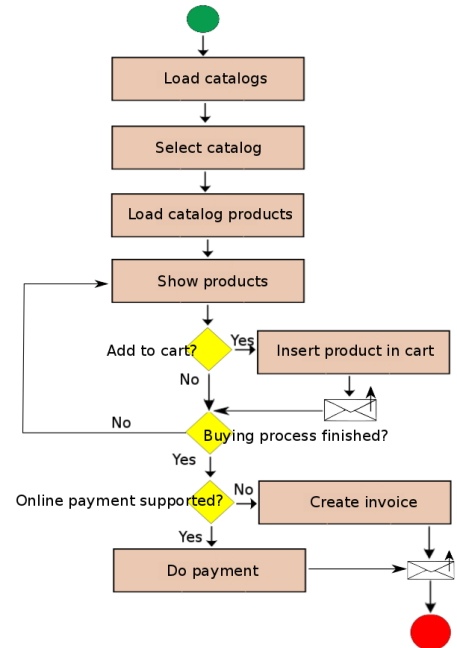 Load catalogs
Select catalog
Load catalog products
Show products
Add to cart?
Yes
Insert product in cart
No
No
Buying process finished?
Yes
Online payment supported?
No
Create invoice
Yes
Do payment